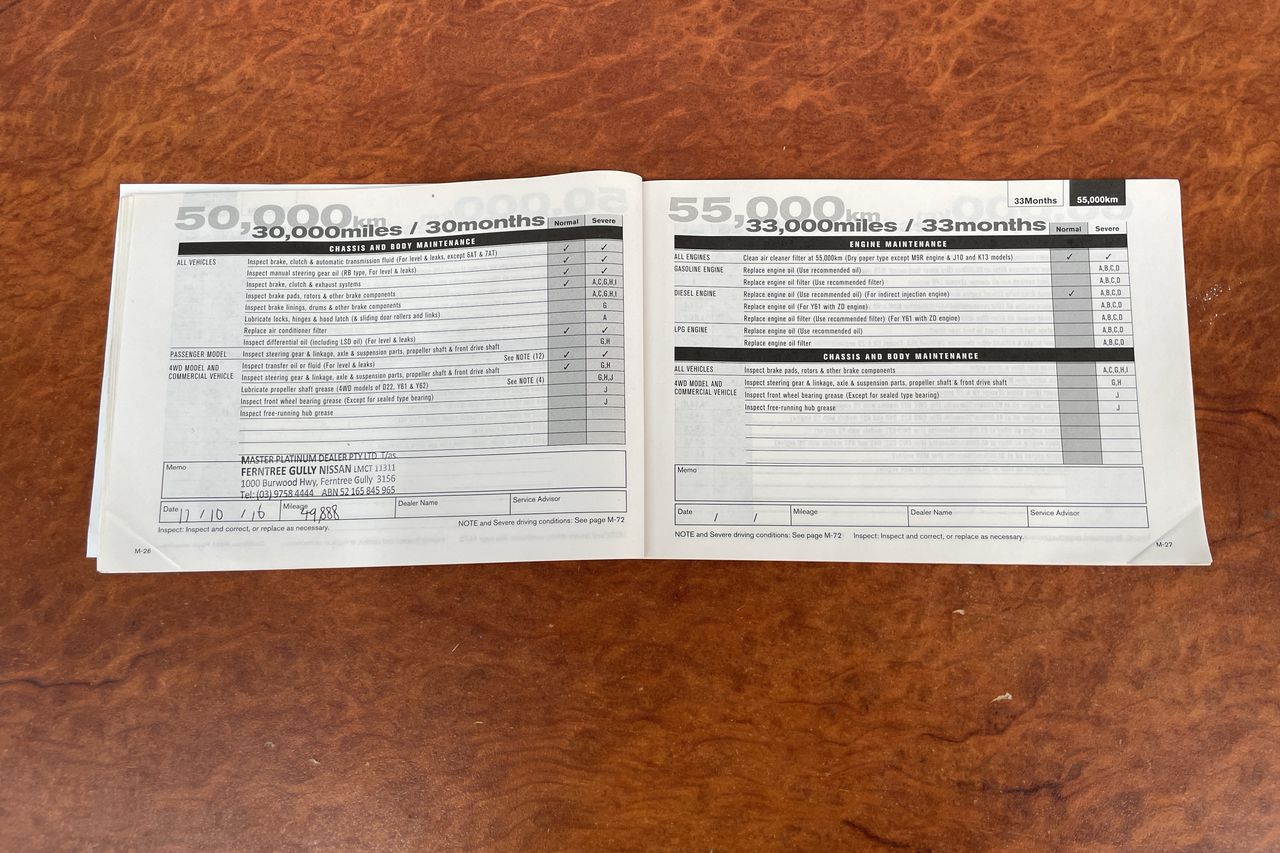 50,000km
30,000miles / 30months
Normal Severe
CHASSIS AND BODY MAINTENANCE
ALL VEHICLES Inspect brake, clutch & automatic transmission fluid (For level & leaks, except 6AT & 7AT) ✓ ✓
Inspect manual steering gear oil (RB type, For level & leaks) ✓ ✓
Inspect brake, clutch & exhaust systems ✓ ✓
Inspect brake pads, rotors & other brake components ✓ A,C,G,H,I
Inspect brake linings, drums & other brake components A,C,G,H,I
Lubricate locks, hinges & hood latch (& sliding door rollers and links) G
Replace air conditioner filter A
Inspect differential oil (including LSD oil) (For level & leaks) ✓ ✓
PASSENGER MODEL Inspect steering gear & linkage, axle & suspension parts, propeller shaft & front drive shaft G,H
4WD MODEL AND COMMERCIAL VEHICLE Inspect transfer oil or fluid (For level & leaks) See NOTE (12) ✓ ✓
Inspect steering gear & linkage, axle & suspension parts, propeller shaft & front drive shaft ✓ G,H
Lubricate propeller shaft grease (4WD models of D22, Y61 & Y62) See NOTE (4) G,H,J
Inspect front wheel bearing grease (Except for sealed type bearing) J
Inspect free-running hub grease J
Memo
MASTER PLATINUM DEALER PTY LTD T/as
FERNTREE GULLY NISSAN LMCT 11311
1000 Burwood Hwy, Ferntree Gully 3156
Tel: (03) 9758 4444 ABN 52 165 845 965
Date 17 / 10 / 16 Mileage 49,888 Dealer Name Service Advisor
Inspect: Inspect and correct, or replace as necessary. NOTE and Severe driving conditions: See page M-72
M-26
33Months 55,000km
55,000km
33,000miles / 33months
Normal Severe
ENGINE MAINTENANCE
ALL ENGINES Clean air cleaner filter at 55,000km (Dry paper type except M9R engine & J10 and K13 models) ✓ ✓
GASOLINE ENGINE Replace engine oil (Use recommended oil) A,B,C,D
Replace engine oil filter (Use recommended filter) A,B,C,D
DIESEL ENGINE Replace engine oil (Use recommended oil) (For indirect injection engine) ✓ A,B,C,D
Replace engine oil (For Y61 with ZD engine) A,B,C,D
Replace engine oil filter (Use recommended filter) (For Y61 with ZD engine) A,B,C,D
LPG ENGINE Replace engine oil (Use recommended oil) A,B,C,D
Replace engine oil filter A,B,C,D
CHASSIS AND BODY MAINTENANCE
ALL VEHICLES Inspect brake pads, rotors & other brake components A,C,G,H,I
4WD MODEL AND COMMERCIAL VEHICLE Inspect steering gear & linkage, axle & suspension parts, propeller shaft & front drive shaft G,H
Inspect front wheel bearing grease (Except for sealed type bearing) J
Inspect free-running hub grease J
Memo
Date / / Mileage Dealer Name Service Advisor
NOTE and Severe driving conditions: See page M-72 Inspect: Inspect and correct, or replace as necessary.
M-27